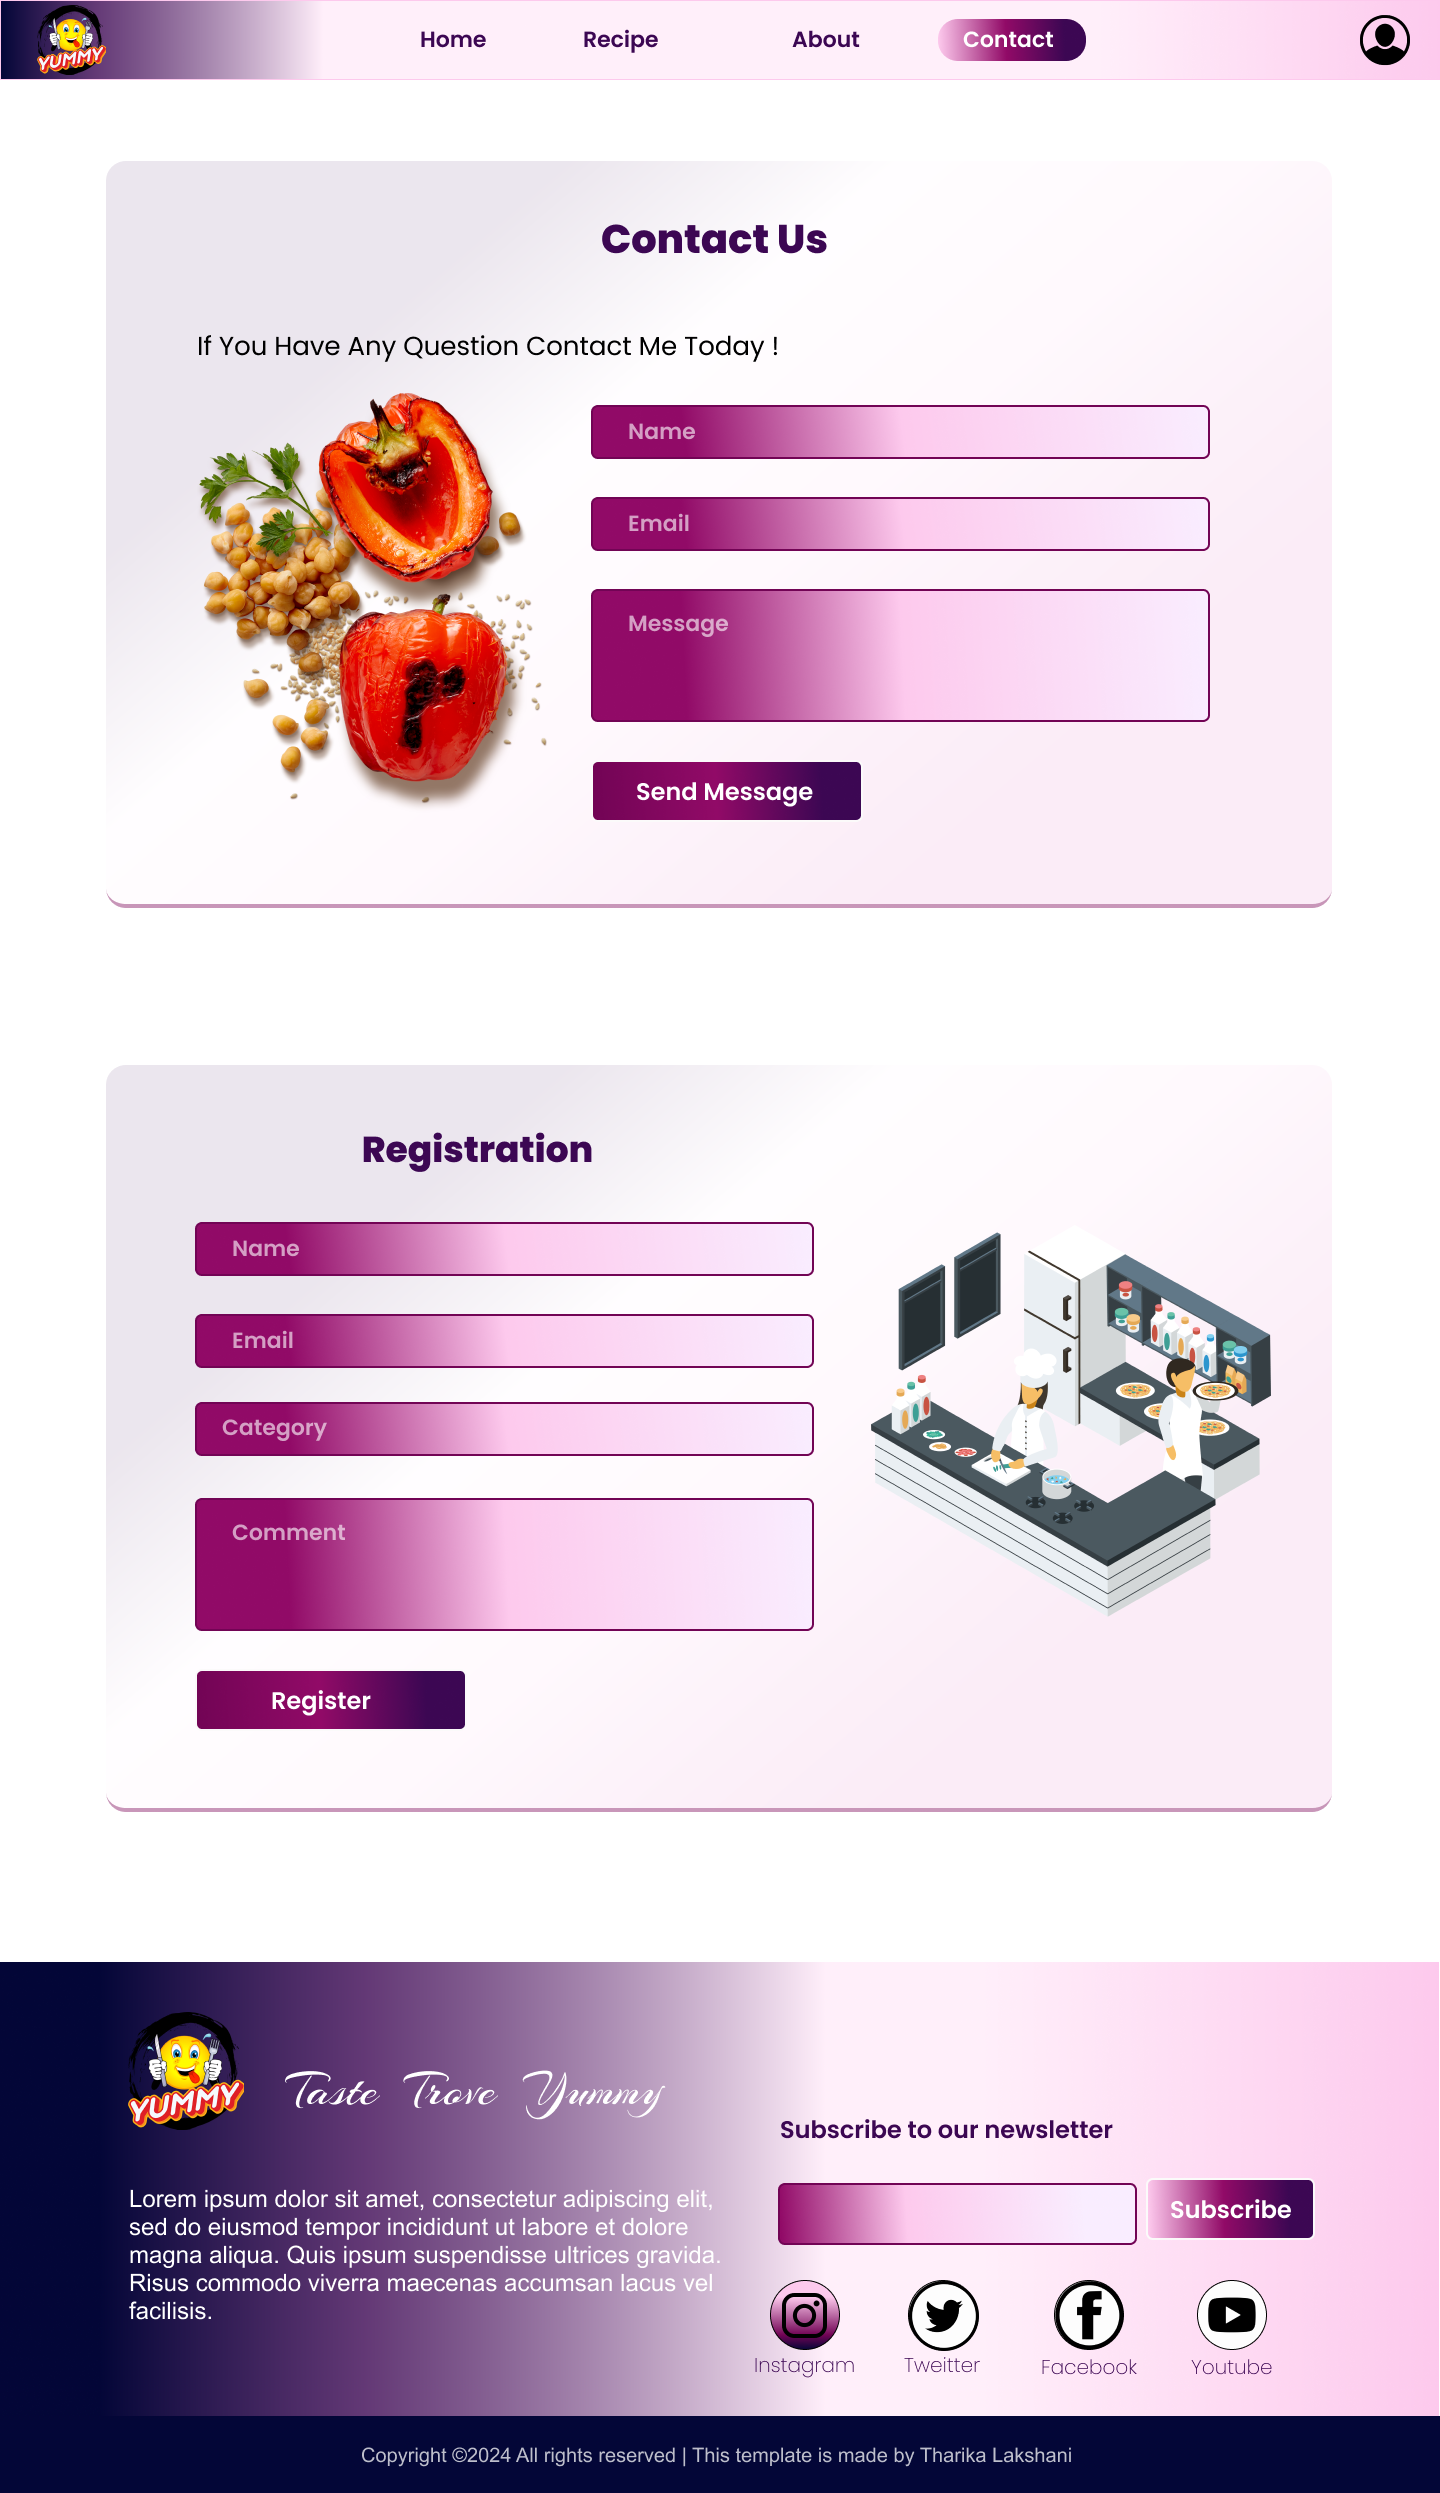 YUMMY
Home
Recipe
About
Contact
Contact Us
If You Have Any Question Contact Me Today !
Name
Email
Message
Send Message
Registration
Name
Email
Category
Comment
Register
YUMMY
Taste Trove Yummy
Lorem ipsum dolor sit amet, consectetur adipiscing elit,
sed do eiusmod tempor incididunt ut labore et dolore
magna aliqua. Quis ipsum suspendisse ultrices gravida.
Risus commodo viverra maecenas accumsan lacus vel
facilisis.
Subscribe to our newsletter
Subscribe
Instagram
Tweitter
Facebook
Youtube
Copyright ©2024 All rights reserved | This template is made by Tharika Lakshani